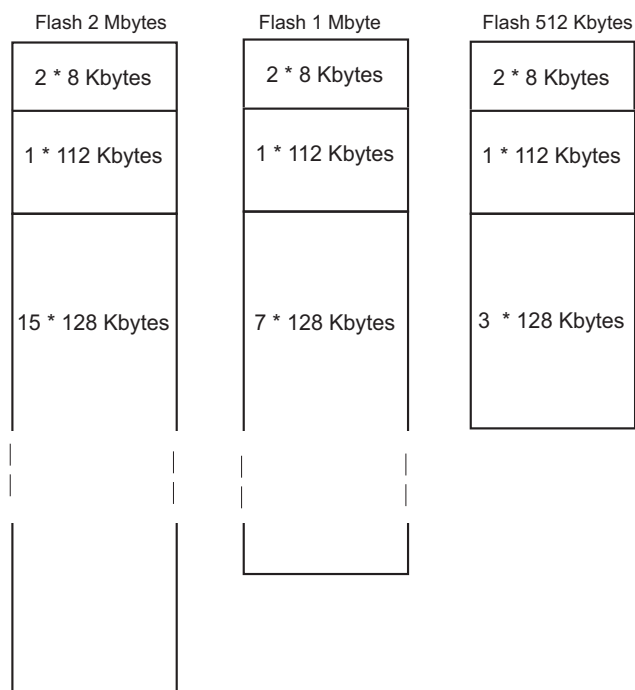 Flash 2 Mbytes
Flash 1 Mbyte
Flash 512 Kbytes
2 * 8 Kbytes
2 * 8 Kbytes
2 * 8 Kbytes
1 * 112 Kbytes
1 * 112 Kbytes
1 * 112 Kbytes
15 * 128 Kbytes
7 * 128 Kbytes
3 * 128 Kbytes